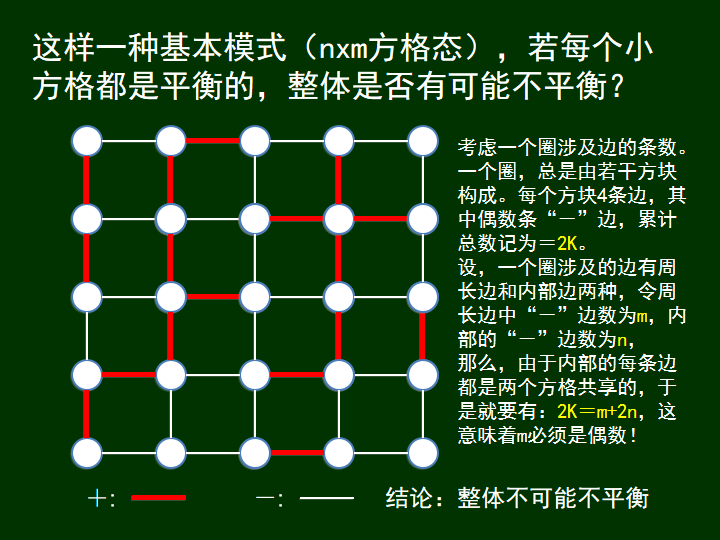 这样一种基本模式（nxm方格态），若每个小
方格都是平衡的，整体是否有可能不平衡？
考虑一个圈涉及边的条数。
一个圈，总是由若干方块
构成。每个方块4条边，其
中偶数条“－”边，累计
总数记为＝2K。
设，一个圈涉及的边有周
长边和内部边两种，令周
长边中“－”边数为m，内
部的“－”边数为n，
那么，由于内部的每条边
都是两个方格共享的，于
是就要有：2K＝m+2n，这
意味着m必须是偶数！
＋：
－：
结论：整体不可能不平衡